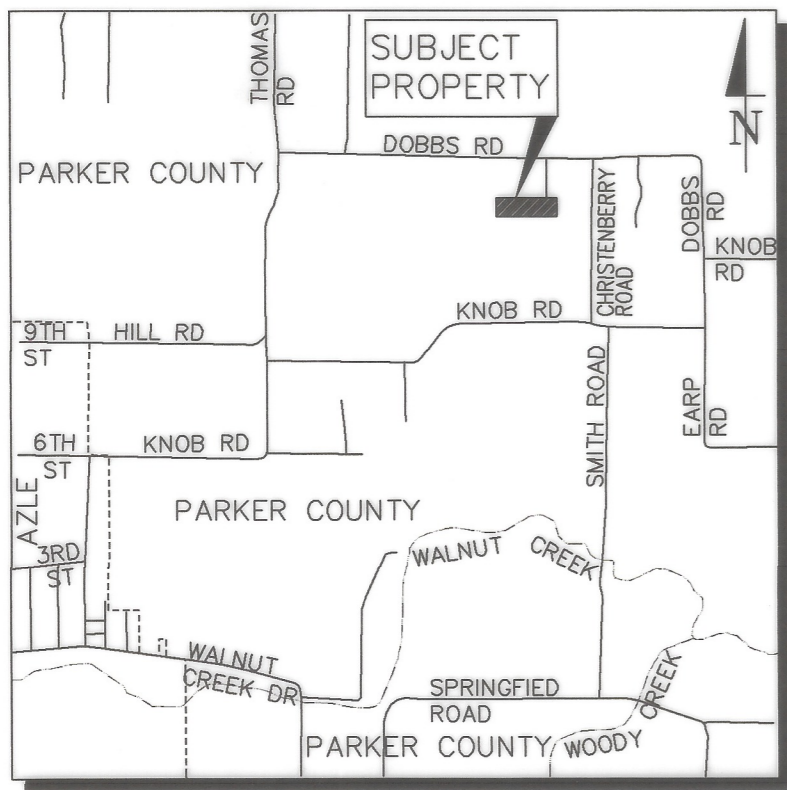 THOMAS
RD
SUBJECT
PROPERTY
N
DOBBS RD
PARKER COUNTY
CHRISTENBERRY
ROAD
DOBBS
RD
KNOB
RD
KNOB RD
9TH
ST
HILL RD
SMITH ROAD
EARP
RD
6TH
ST
KNOB RD
AZLE
PARKER COUNTY
3RD
ST
WALNUT CREEK
WALNUT
CREEK DR
SPRINGFIED
ROAD
CREEK
WOODY
PARKER COUNTY